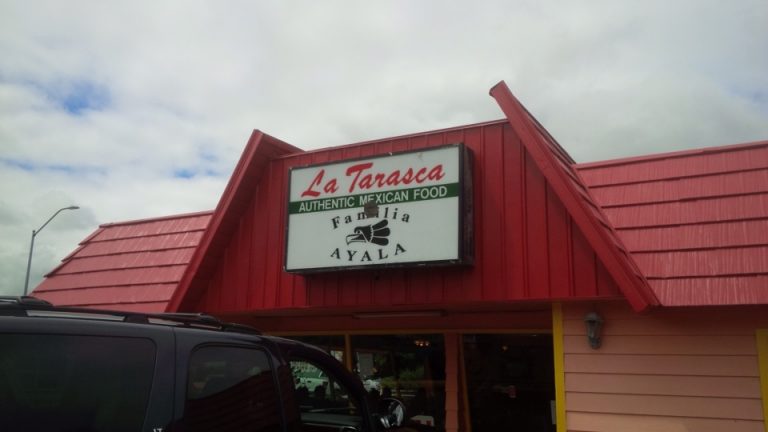 La Tarasca
AUTHENTIC MEXICAN FOOD
Familia
AYALA